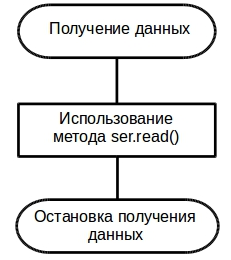 Получение данных
Использование
метода ser.read()
Остановка получения
данных